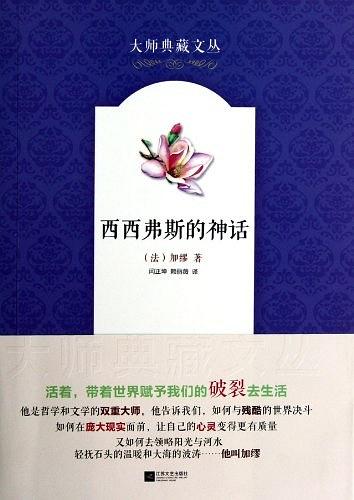 大师典藏文丛
西西弗斯的神话
（法）加缪 著
闫正坤 赖丽薇 译
大师典藏文丛
活着，带着世界赋予我们的破裂去生活
他是哲学和文学的双重大师，他告诉我们，如何与残酷的世界决斗
如何在庞大现实面前，让自己的心灵变得更有质量
又如何去领略阳光与河水
轻抚石头的温暖和大海的波涛……他叫加缪
江苏文艺出版社